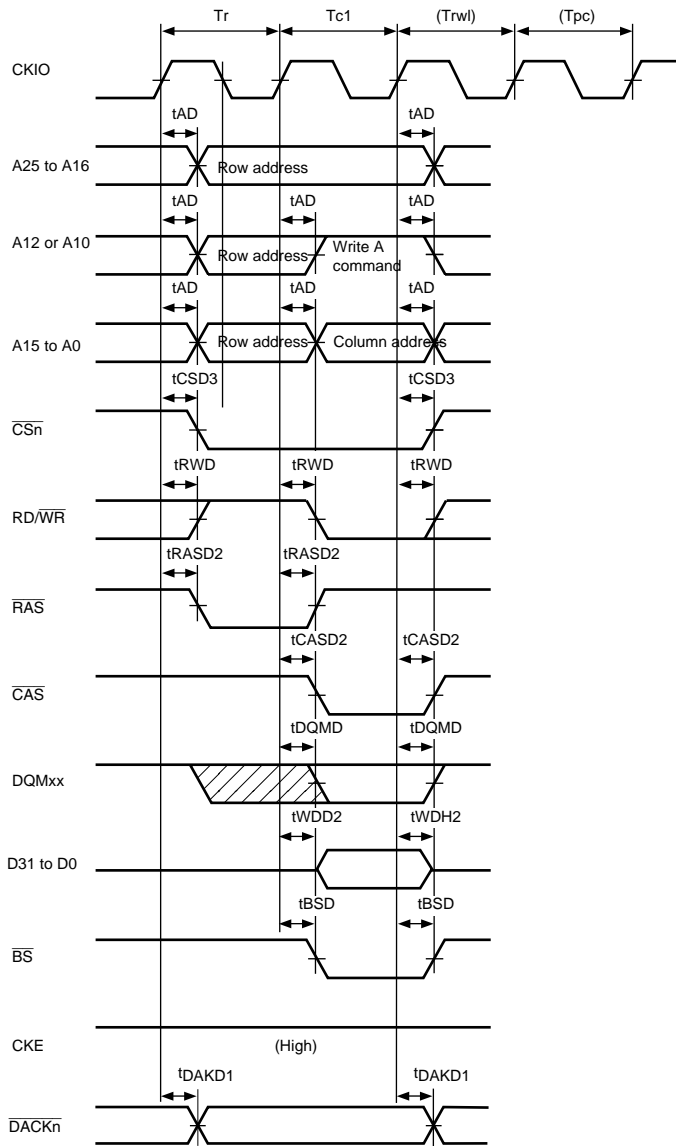 Tr Tc1 (Trwl) (Tpc)
CKIO
tAD tAD
A25 to A16 Row address
tAD tAD tAD
A12 or A10 Row address Write A
command
tAD tAD tAD
A15 to A0 Row address Column address
tCSD3 tCSD3
CSn
tRWD tRWD tRWD
RD/WR
tRASD2 tRASD2
RAS
tCASD2 tCASD2
CAS
tDQMD tDQMD
DQMxx
tWDD2 tWDH2
D31 to D0
tBSD tBSD
BS
CKE (High)
tDAKD1 tDAKD1
DACKn